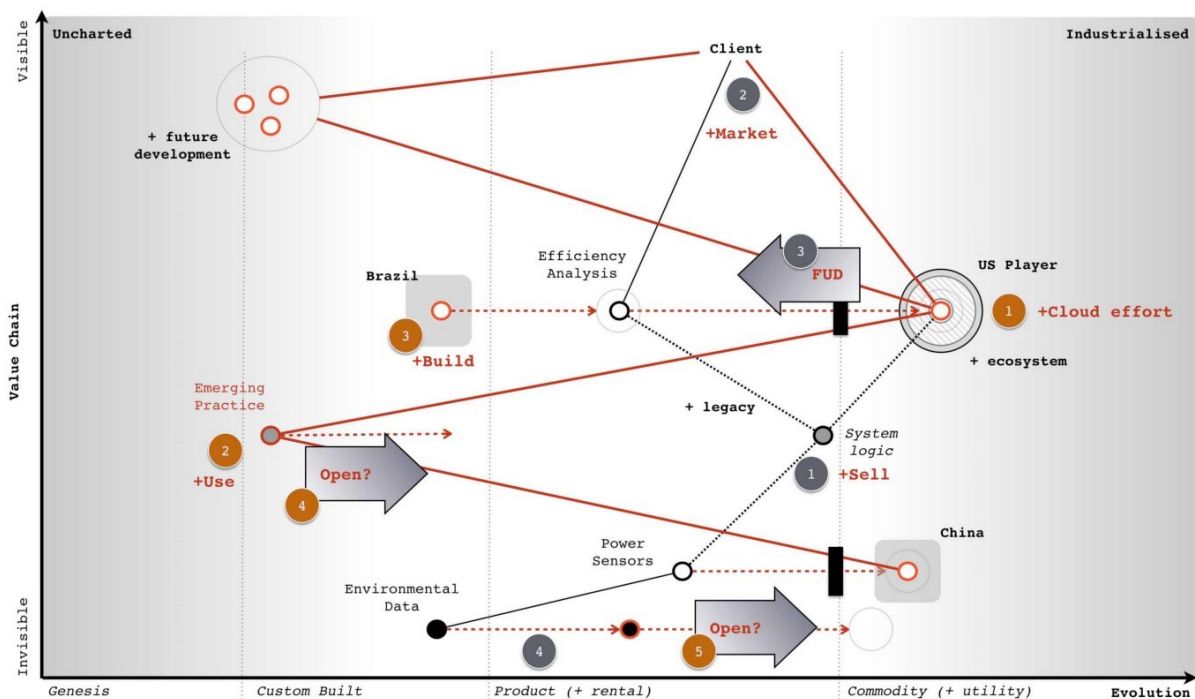 Uncharted
Client
Industrialised
Visible
2
+Market
+ future
development
Efficiency
Analysis
3
FUD
US Player
Brazil
1
+Cloud effort
3
+Build
+ ecosystem
Value Chain
Emerging
Practice
+ legacy
System
logic
2
+Use
Open?
4
1
+Sell
Power
Sensors
China
Environmental
Data
Open?
4
5
Invisible
Genesis
Custom Built
Product (+ rental)
Commodity (+ utility)
Evolution